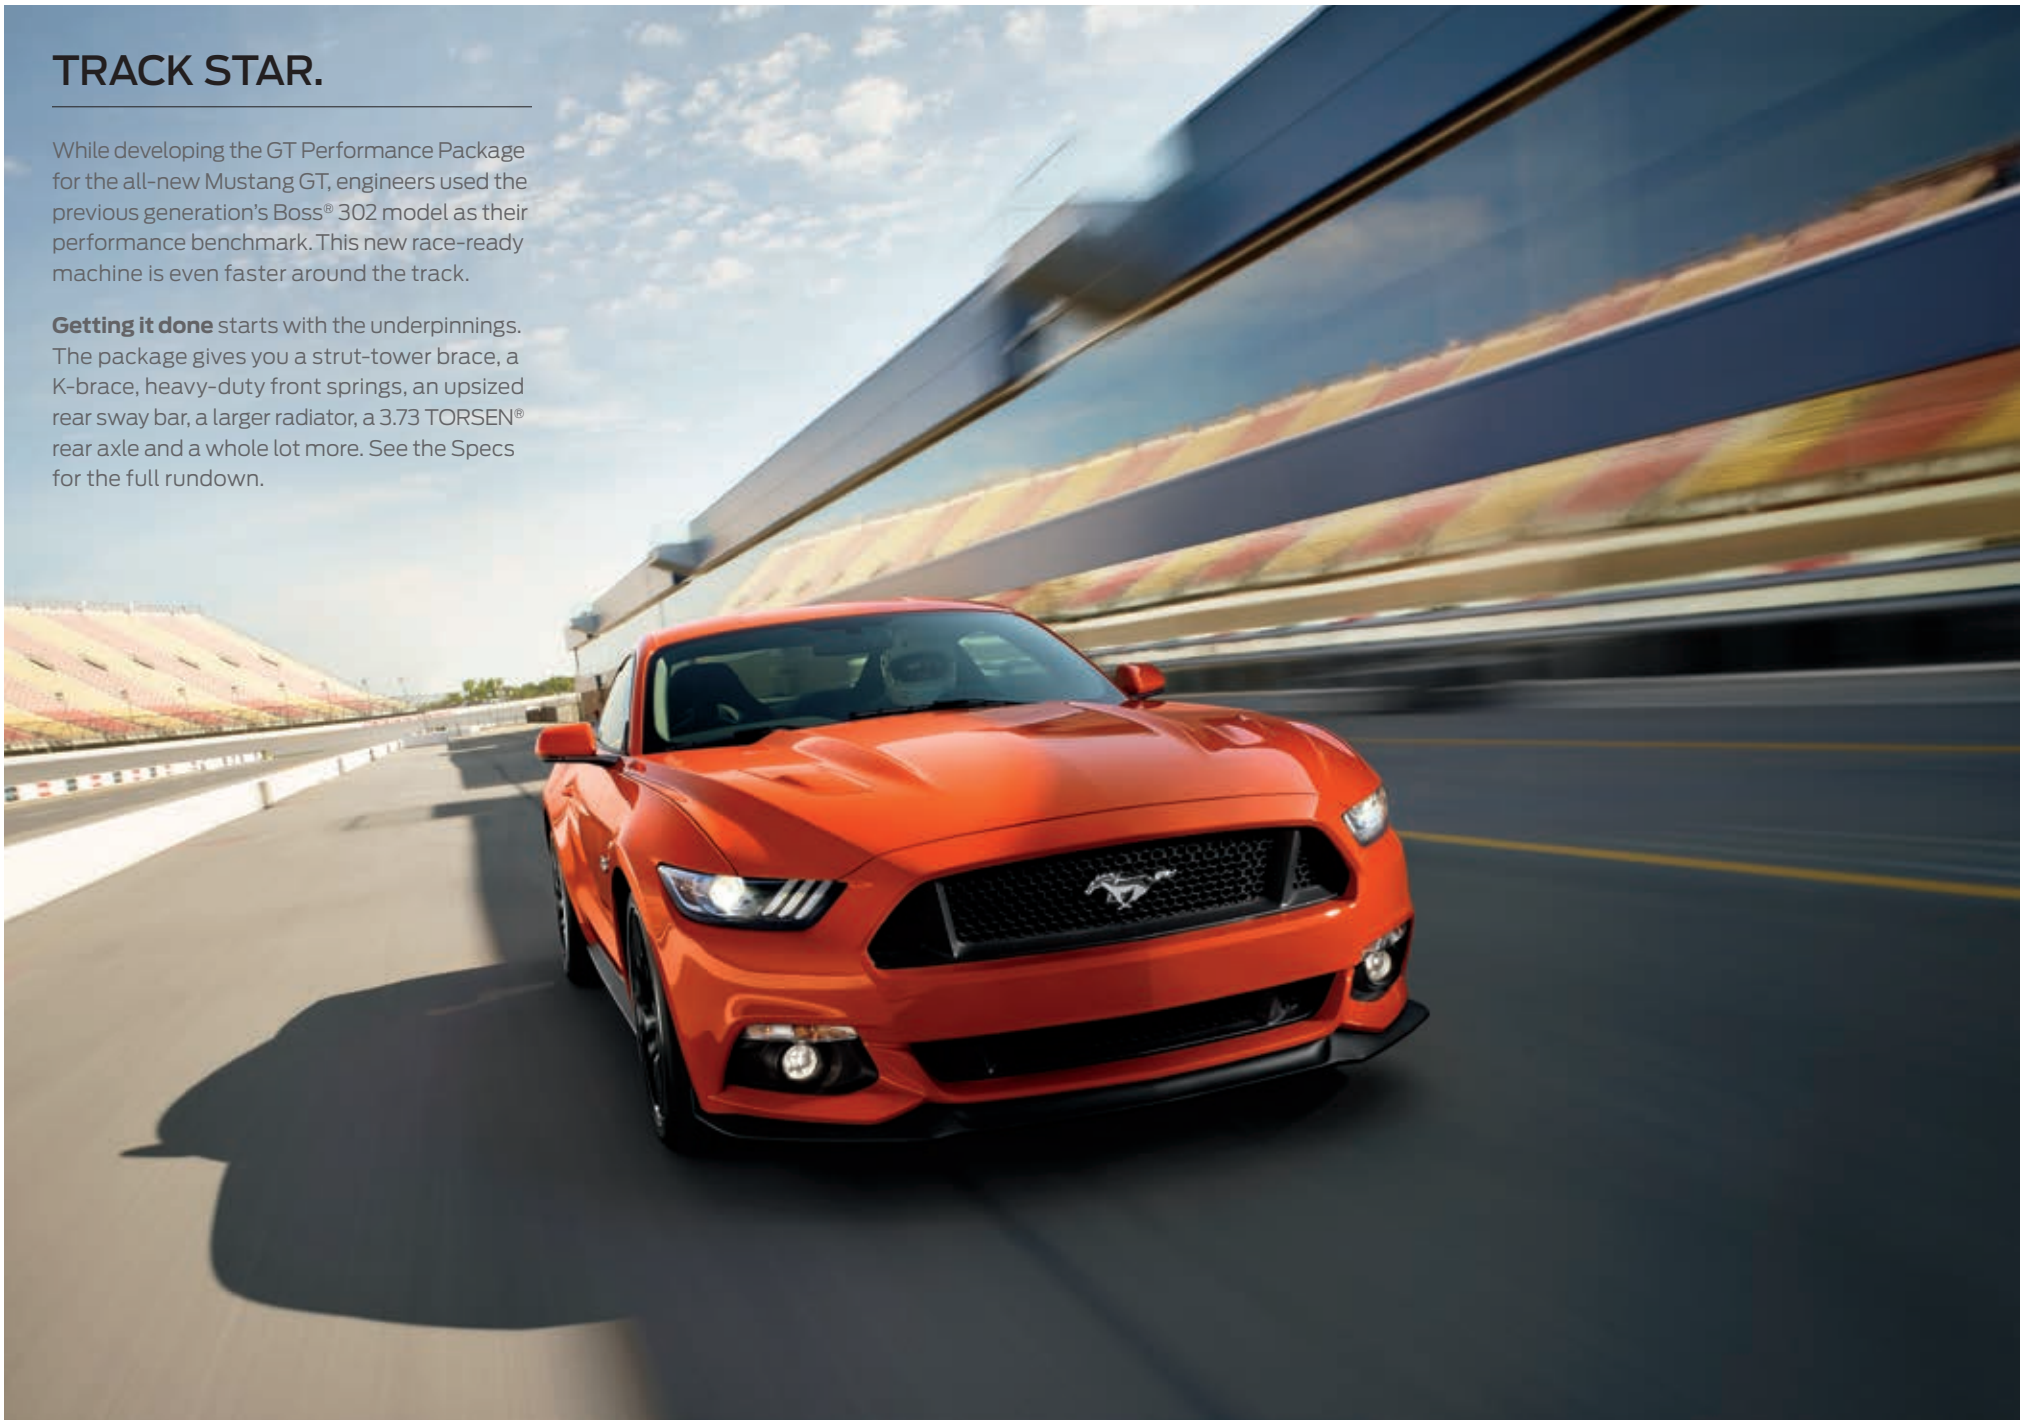 TRACK STAR.
While developing the GT Performance Package
for the all-new Mustang GT, engineers used the
previous generation's Boss® 302 model as their
performance benchmark. This new race-ready
machine is even faster around the track.
Getting it done starts with the underpinnings.
The package gives you a strut-tower brace, a
K-brace, heavy-duty front springs, an upsized
rear sway bar, a larger radiator, a 3.73 TORSEN®
rear axle and a whole lot more. See the Specs
for the full rundown.